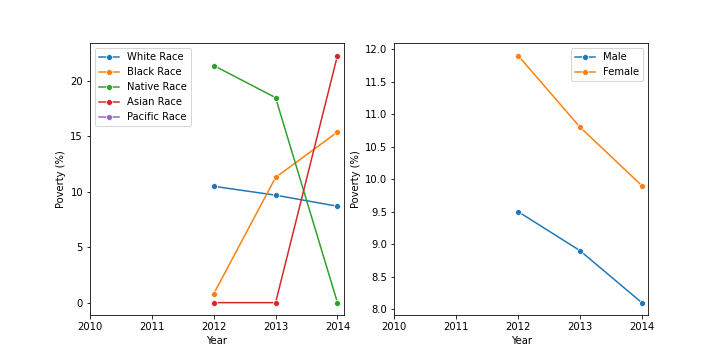 White Race
Black Race
Native Race
Asian Race
Pacific Race
20
15
10
5
0
Poverty (%)
2010 2011 2012 2013 2014
Year
Male
Female
12.0
11.5
11.0
10.5
10.0
9.5
9.0
8.5
8.0
Poverty (%)
2010 2011 2012 2013 2014
Year